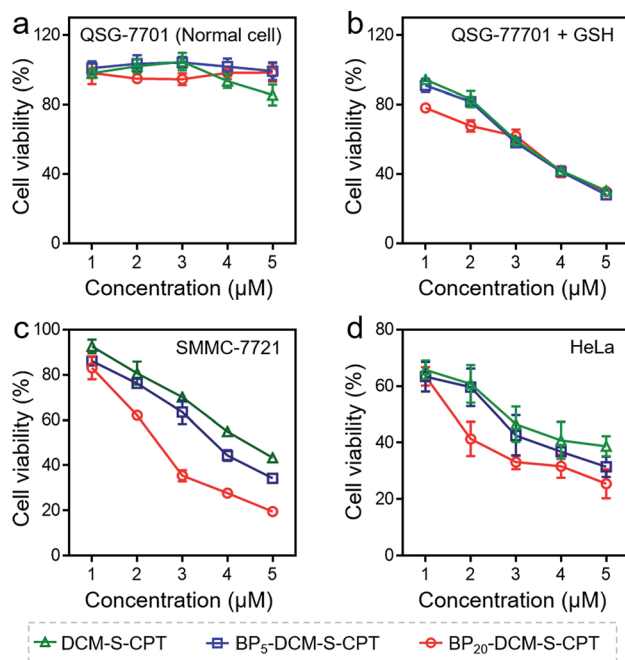 a
QSG-7701 (Normal cell)
Cell viability (%)
120
80
40
0
1 2 3 4 5
Concentration (µM)
b
QSG-77701 + GSH
Cell viability (%)
120
80
40
0
1 2 3 4 5
Concentration (µM)
c
SMMC-7721
Cell viability (%)
100
80
60
40
20
0
1 2 3 4 5
Concentration (µM)
d
HeLa
Cell viability (%)
80
60
40
20
0
1 2 3 4 5
Concentration (µM)
DCM-S-CPT BP₅-DCM-S-CPT BP₂₀-DCM-S-CPT